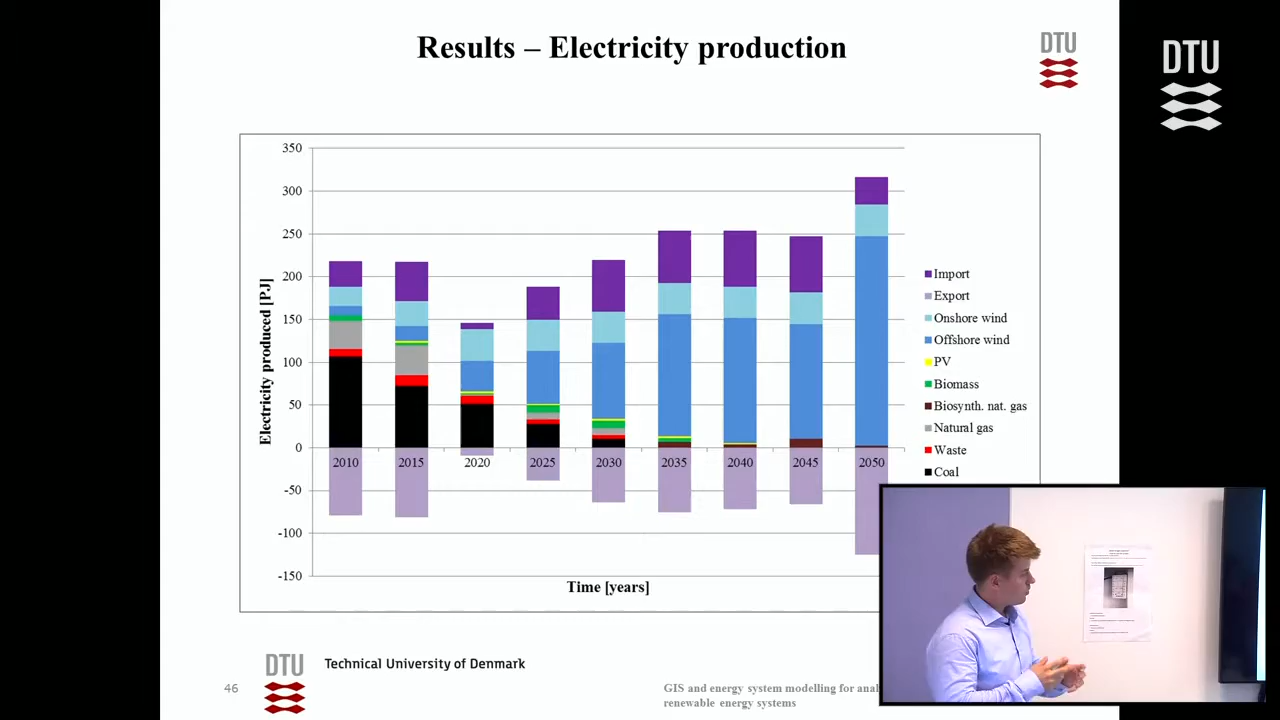 Results – Electricity production
DTU
DTU
350
300
250
200
150
100
50
0
-50
-100
-150
Electricity produced [PJ]
2010 2015 2020 2025 2030 2035 2040 2045 2050
Time [years]
Import
Export
Onshore wind
Offshore wind
PV
Biomass
Biosynth. nat. gas
Natural gas
Waste
Coal
46
DTU
Technical University of Denmark
GIS and energy system modelling for
renewable energy systems